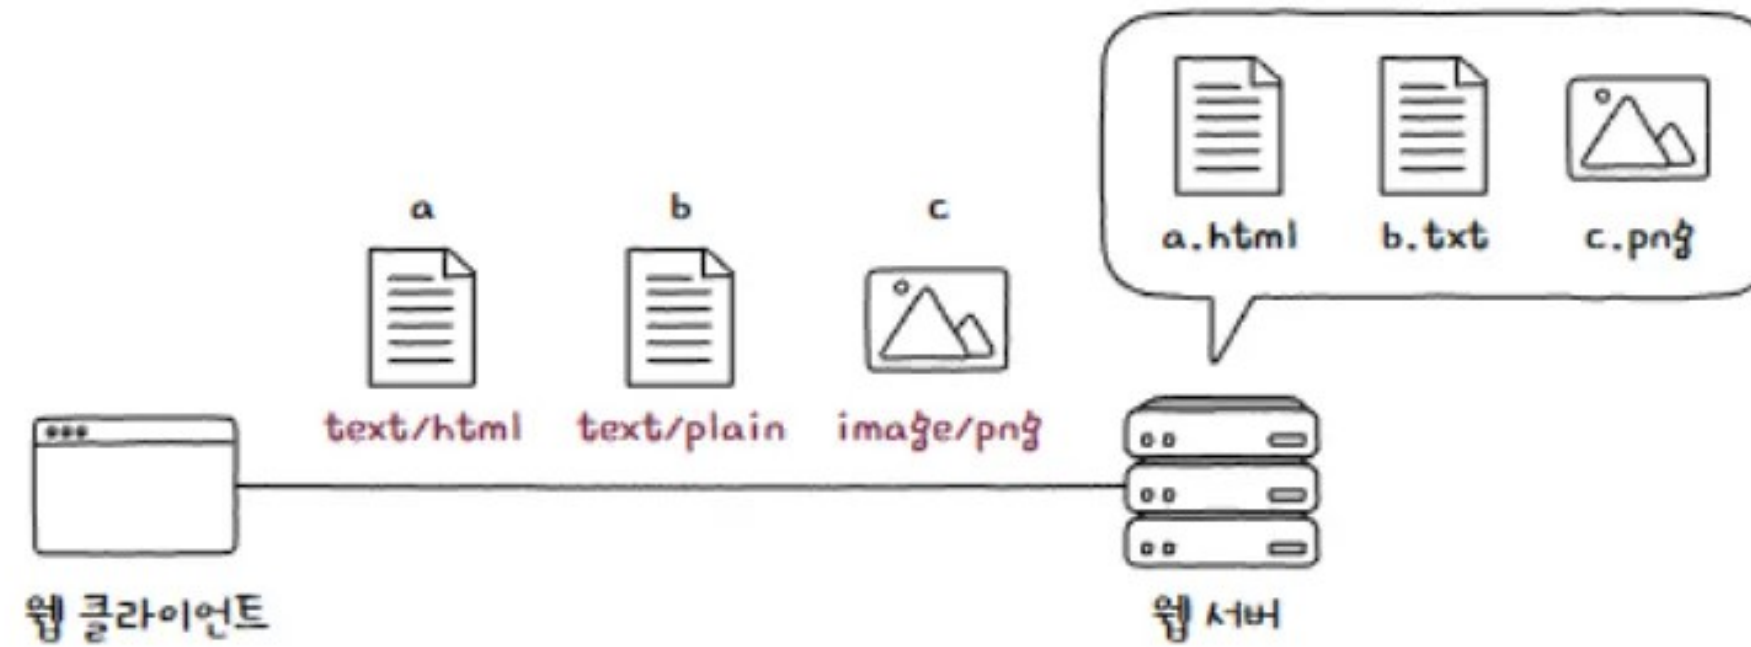 a.html b.txt c.png
a b c
text/html text/plain image/png
웹 클라이언트 웹 서버